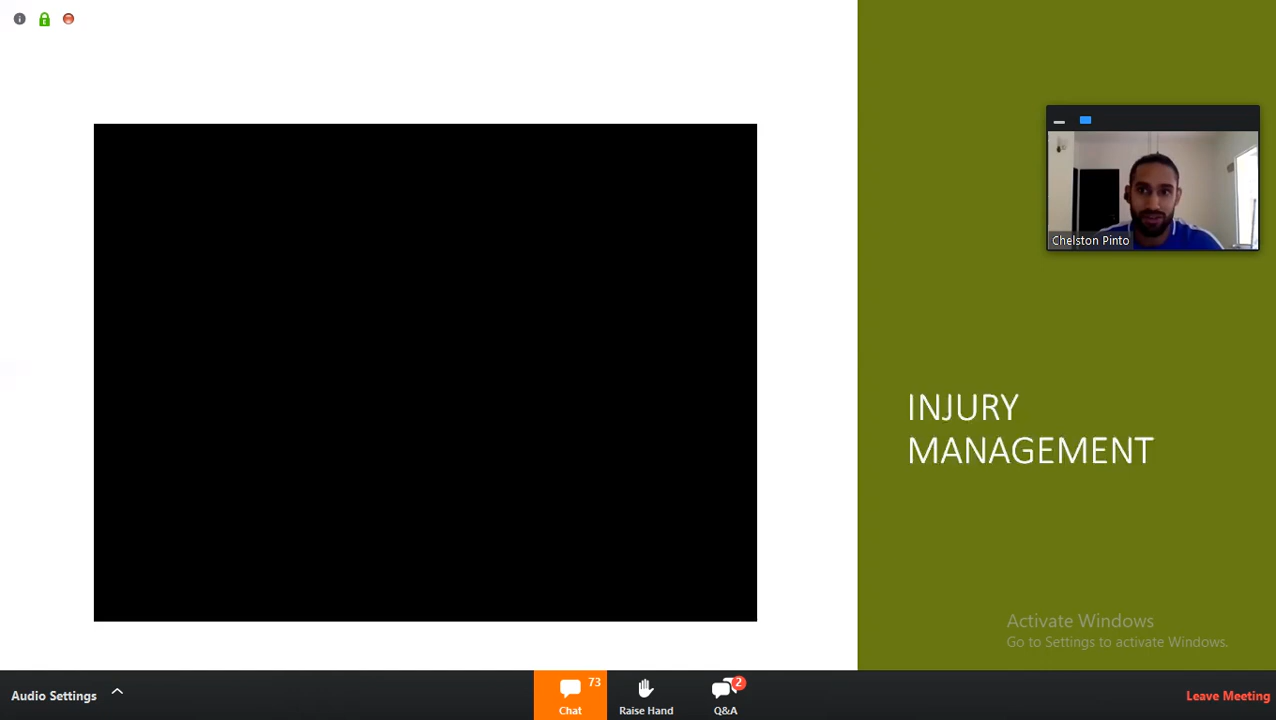 Chelston Pinto
INJURY
MANAGEMENT
Activate Windows
Go to Settings to activate Windows.
Audio Settings
73
Chat
Raise Hand
2
Q&A
Leave Meeting